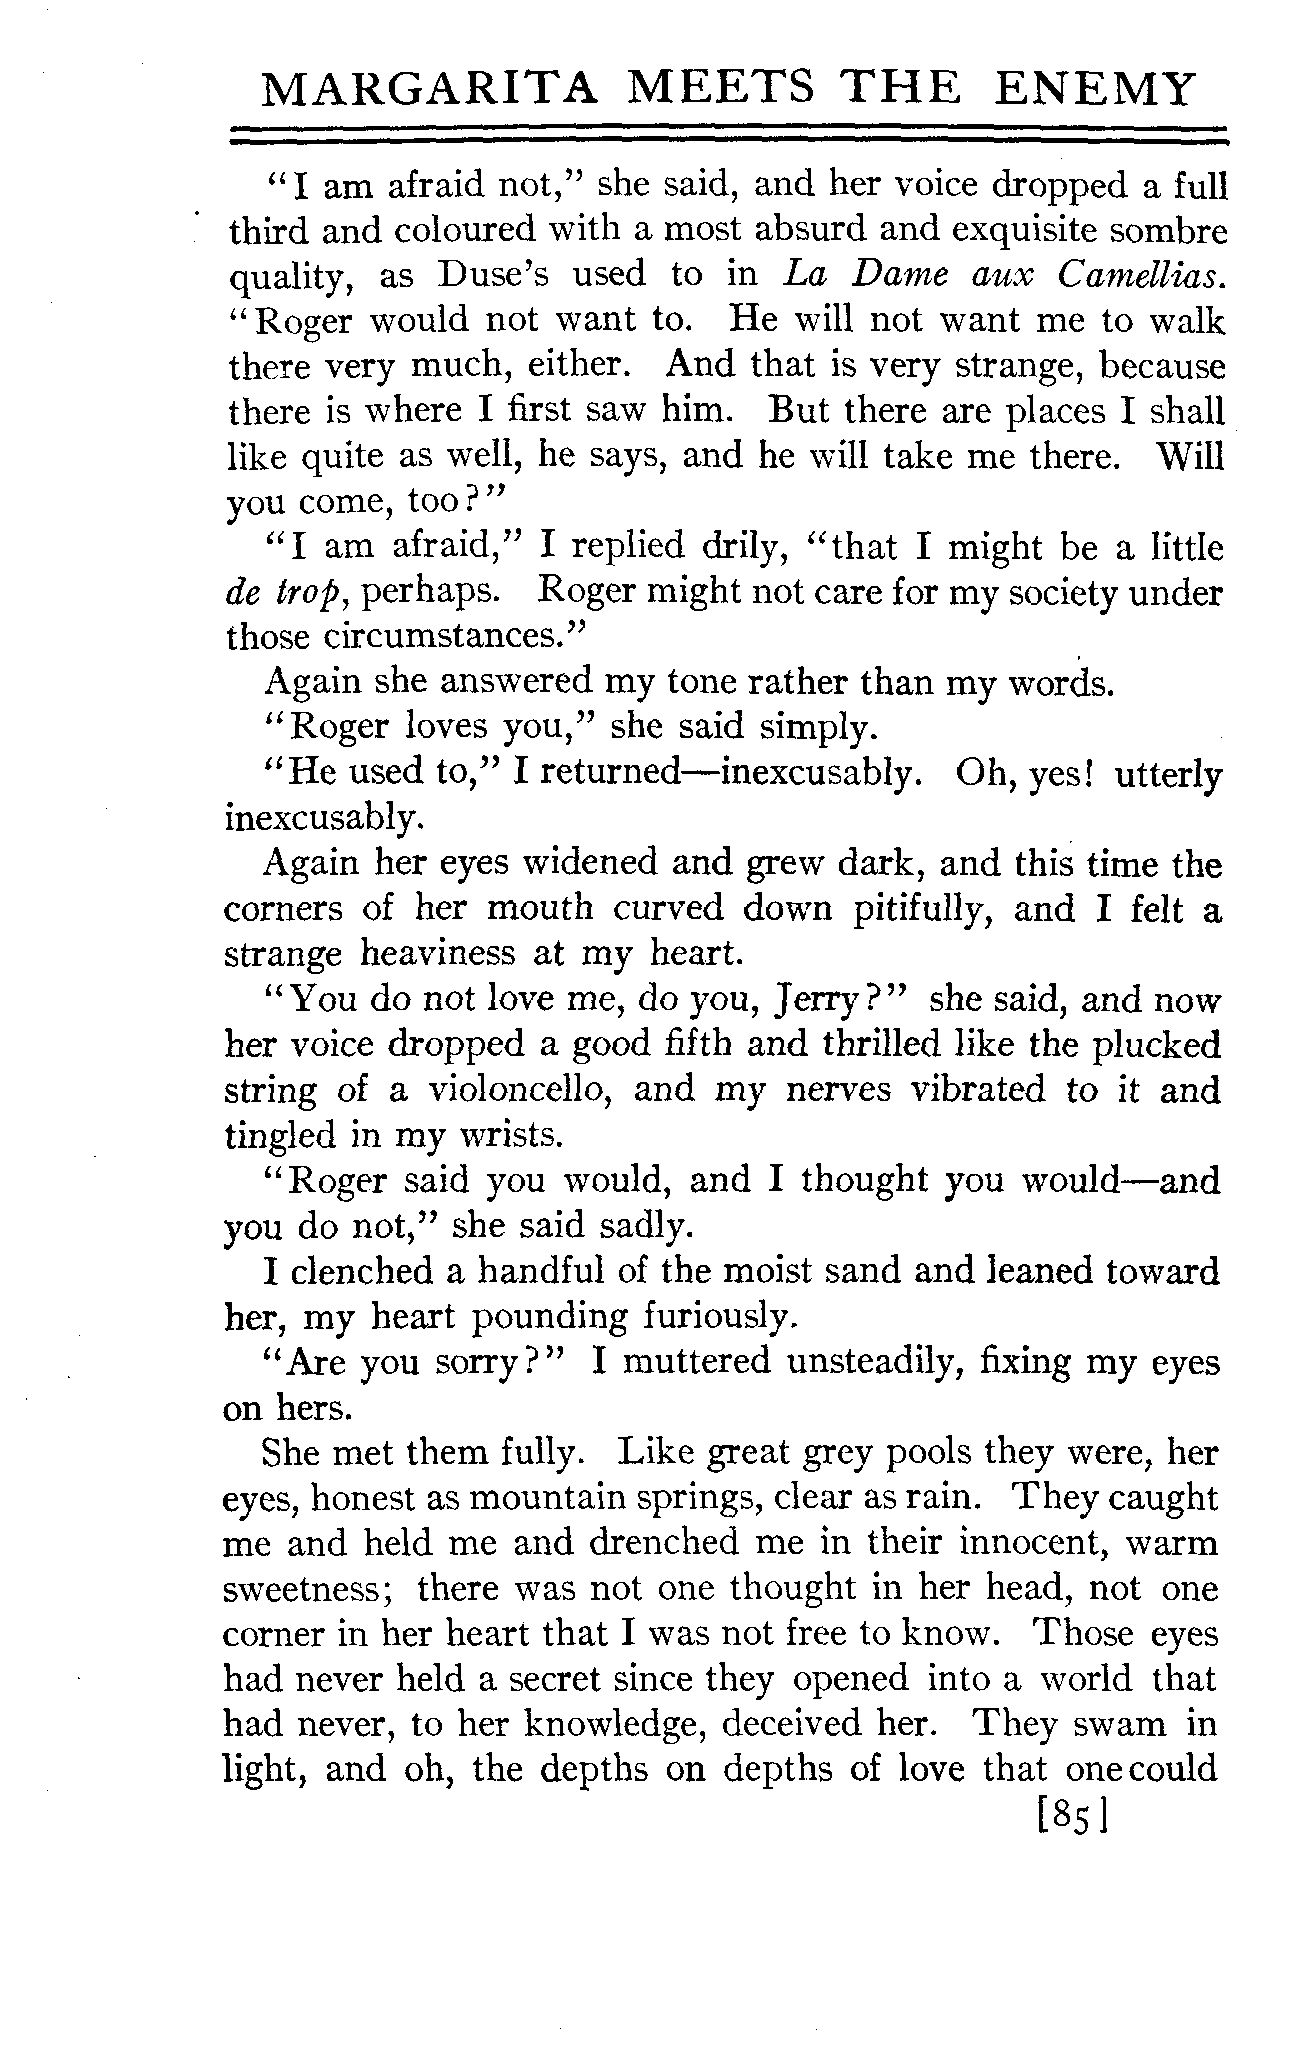 MARGARITA MEETS THE ENEMY
"I am afraid not," she said, and her voice dropped a full
third and coloured with a most absurd and exquisite sombre
quality, as Duse's used to in La Dame aux Camellias.
"Roger would not want to. He will not want me to walk
there very much, either. And that is very strange, because
there is where I first saw him. But there are places I shall
like quite as well, he says, and he will take me there. Will
you come, too?"
"I am afraid," I replied drily, "that I might be a little
de trop, perhaps. Roger might not care for my society under
those circumstances."
Again she answered my tone rather than my words.
"Roger loves you," she said simply.
"He used to," I returned—inexcusably. Oh, yes! utterly
inexcusably.
Again her eyes widened and grew dark, and this time the
corners of her mouth curved down pitifully, and I felt a
strange heaviness at my heart.
"You do not love me, do you, Jerry?" she said, and now
her voice dropped a good fifth and thrilled like the plucked
string of a violoncello, and my nerves vibrated to it and
tingled in my wrists.
"Roger said you would, and I thought you would—and
you do not," she said sadly.
I clenched a handful of the moist sand and leaned toward
her, my heart pounding furiously.
"Are you sorry?" I muttered unsteadily, fixing my eyes
on hers.
She met them fully. Like great grey pools they were, her
eyes, honest as mountain springs, clear as rain. They caught
me and held me and drenched me in their innocent, warm
sweetness; there was not one thought in her head, not one
corner in her heart that I was not free to know. Those eyes
had never held a secret since they opened into a world that
had never, to her knowledge, deceived her. They swam in
light, and oh, the depths on depths of love that one could
[85]